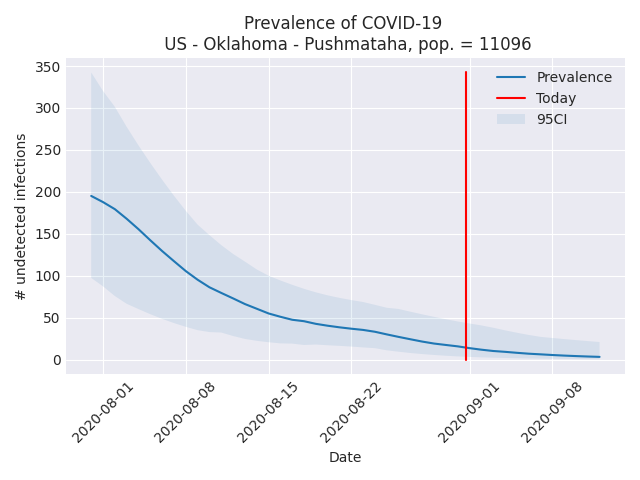 Prevalence of COVID-19
US - Oklahoma - Pushmataha, pop. = 11096
350
300
250
200
150
100
50
0
# undetected infections
Prevalence
Today
95CI
2020-08-01
2020-08-08
2020-08-15
2020-08-22
2020-09-01
2020-09-08
Date